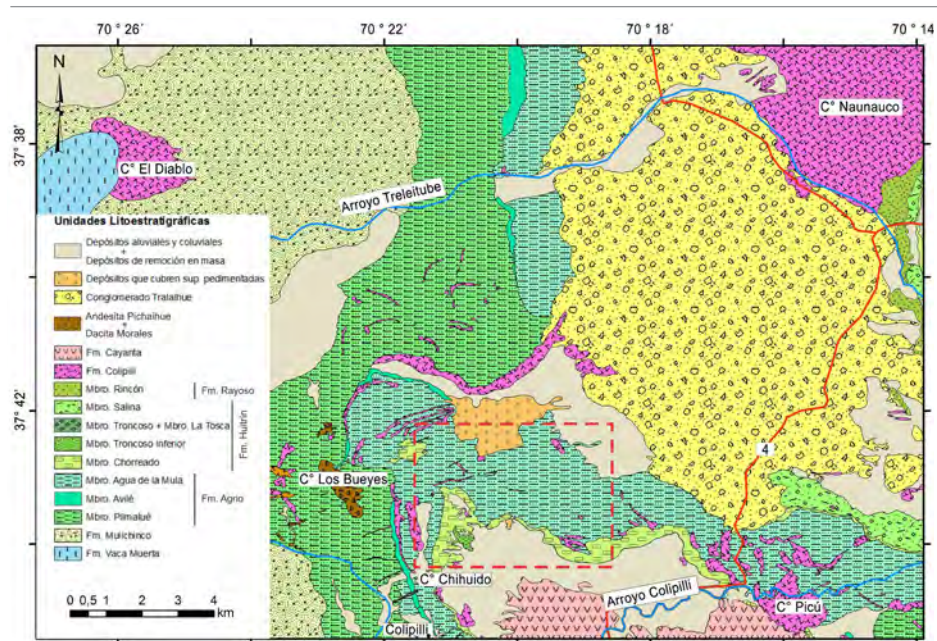 70 ° 26´
70 ° 22´
70 ° 18´
70 ° 14´
N
C° Naunauco
37° 38´
C° El Diablo
Arroyo Treleitube
Unidades Litoestratigráficas
Depósitos aluviales y coluviales
+
Depósitos de remoción en masa
Depósitos que cubren sup. pedimentadas
Conglomerado Tralalhue
Andesita Pichaihue
+
Dacita Morales
Fm. Cayanta
Fm. Colipilli
Mbro. Rincón
Fm. Rayoso
Mbro. Salina
Mbro. Troncoso + Mbro. La Tosca
Mbro. Troncoso Inferior
Mbro. Chorreado
Fm. Huitrín
Mbro. Agua de la Mula
Mbro. Avilé
Fm. Agrio
Mbro. Pilmatué
Fm. Mulichinco
Fm. Vaca Muerta
37° 42´
4
C° Los Bueyes
C° Chihuido
Arroyo Colipilli
C° Picú
Colipilli
0 0,5 1 2 3 4
km